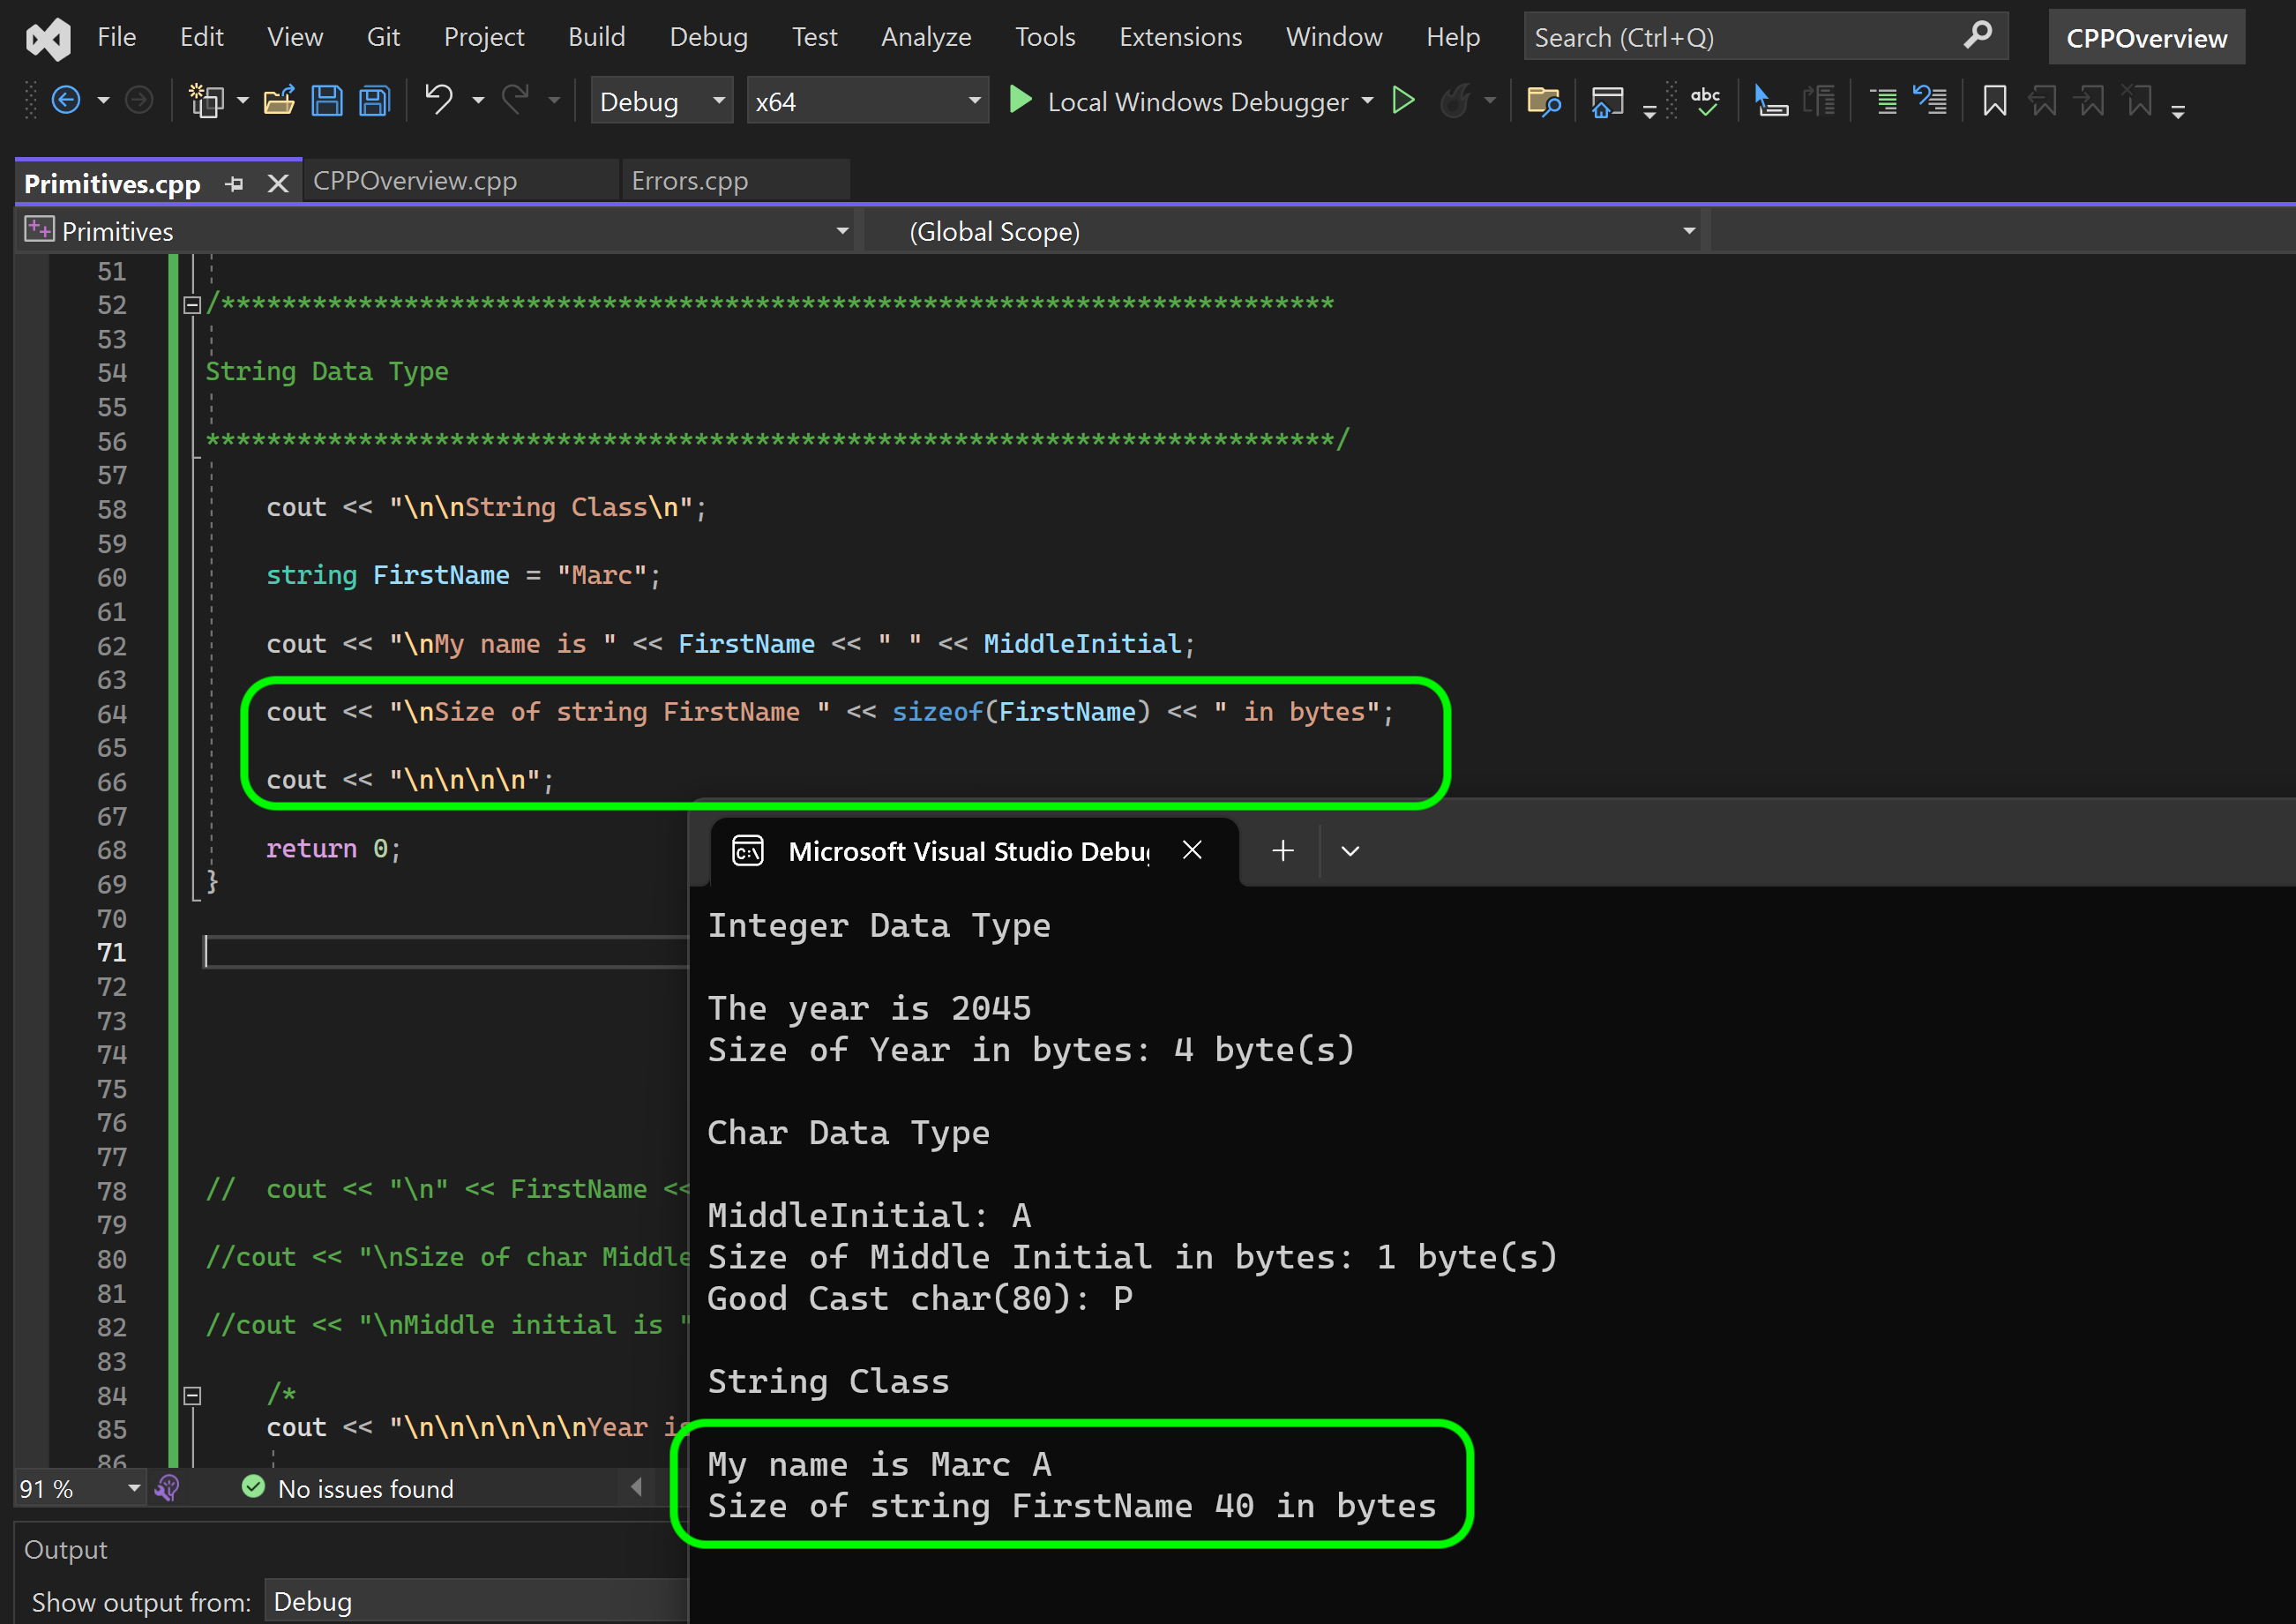 File Edit View Git Project Build Debug Test Analyze Tools Extensions Window Help Search (Ctrl+Q) CPPOverview
Debug x64 Local Windows Debugger abc
Primitives.cpp CPPOverview.cpp Errors.cpp
Primitives (Global Scope)
51
52 /*************************************************************************
53
54 String Data Type
55
56 **************************************************************************/
57
58 cout << "\n\nString Class\n";
59
60 string FirstName = "Marc";
61
62 cout << "\nMy name is " << FirstName << " " << MiddleInitial;
63
64 cout << "\nSize of string FirstName " << sizeof(FirstName) << " in bytes";
65
66 cout << "\n\n\n\n";
67
68 return 0;
69 }
70
71
72
73
74
75
76
77
78 // cout << "\n" << FirstName <<
79
80 //cout << "\nSize of char Middle
81
82 //cout << "\nMiddle initial is "
83
84 /*
85 cout << "\n\n\n\n\n\nYear is
86
91 % No issues found
Output
Show output from: Debug
Microsoft Visual Studio Debug
Integer Data Type
The year is 2045
Size of Year in bytes: 4 byte(s)
Char Data Type
MiddleInitial: A
Size of Middle Initial in bytes: 1 byte(s)
Good Cast char(80): P
String Class
My name is Marc A
Size of string FirstName 40 in bytes